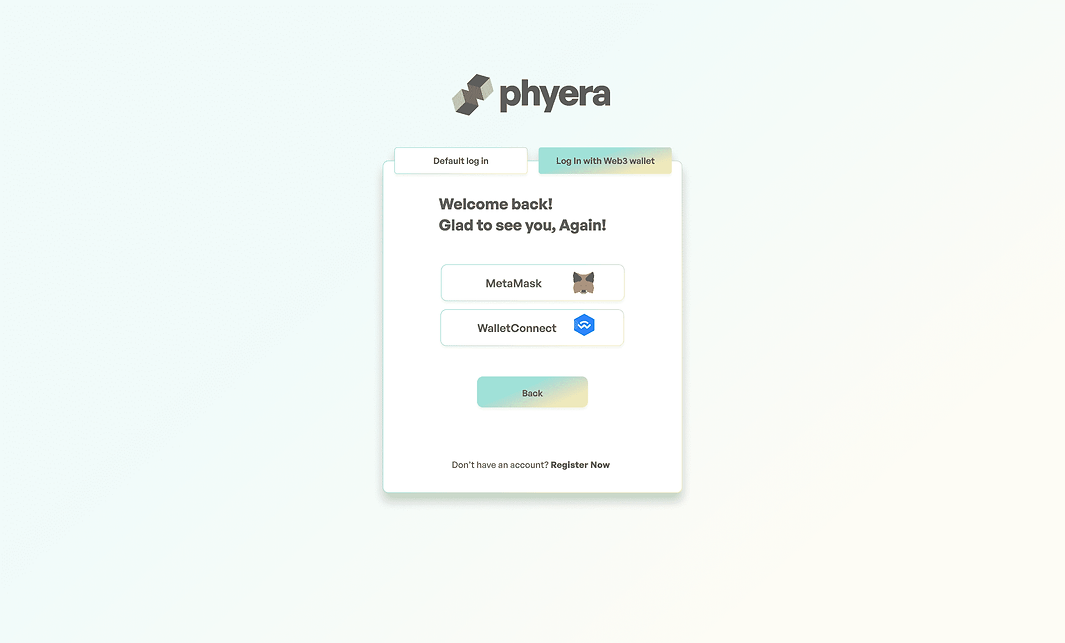 phyera
Default log in
Log In with Web3 wallet
Welcome back!
Glad to see you, Again!
MetaMask
WalletConnect
Back
Don't have an account? Register Now